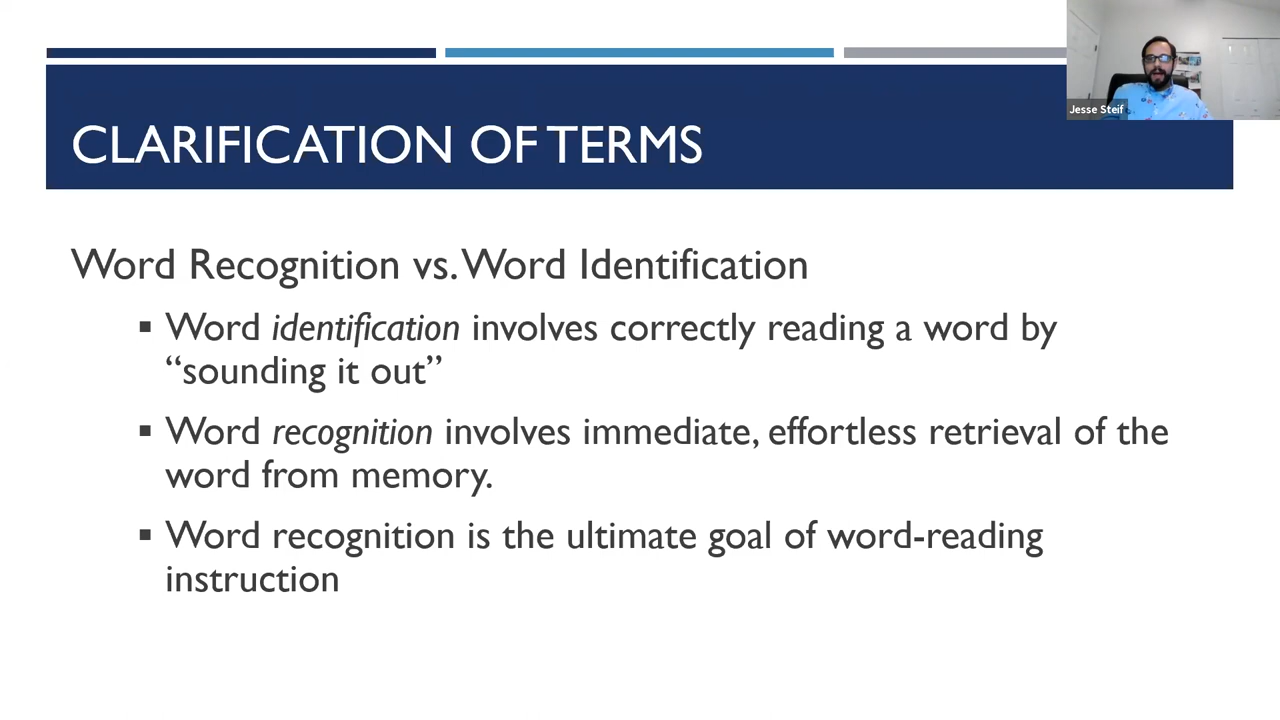 Jesse Steif
CLARIFICATION OF TERMS
Word Recognition vs. Word Identification
▪ Word identification involves correctly reading a word by
“sounding it out”
▪ Word recognition involves immediate, effortless retrieval of the
word from memory.
▪ Word recognition is the ultimate goal of word-reading
instruction